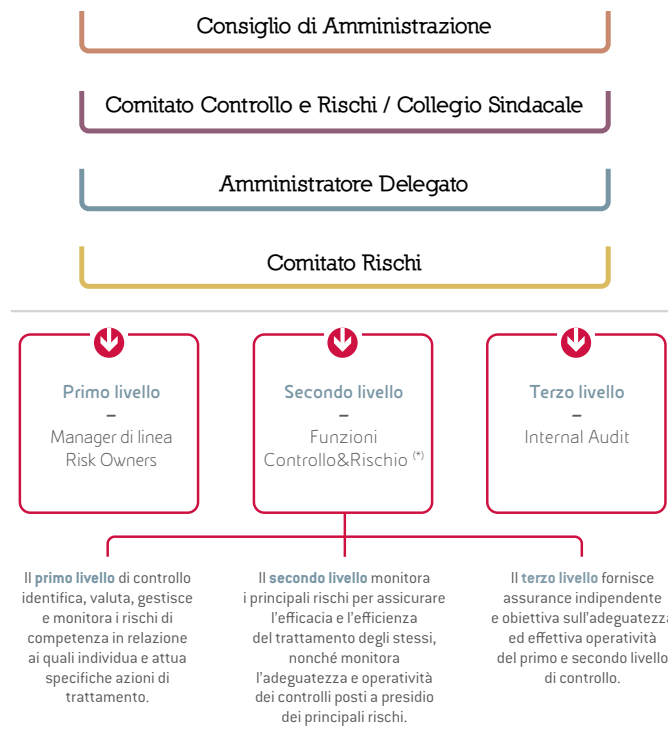 Consiglio di Amministrazione
Comitato Controllo e Rischi / Collegio Sindacale
Amministratore Delegato
Comitato Rischi
Primo livello
–
Manager di linea
Risk Owners
Secondo livello
–
Funzioni
Controllo&Rischio (*)
Terzo livello
–
Internal Audit
Il primo livello di controllo
identifica, valuta, gestisce
e monitora i rischi di
competenza in relazione
ai quali individua e attua
specifiche azioni di
trattamento.
Il secondo livello monitora
i principali rischi per assicurare
l'efficacia e l'efficienza
del trattamento degli stessi,
nonché monitora
l'adeguatezza e operatività
dei controlli posti a presidio
dei principali rischi.
Il terzo livello fornisce
assurance indipendente
e obiettiva sull'adeguatezza
ed effettiva operatività
del primo e secondo livello
di controllo.